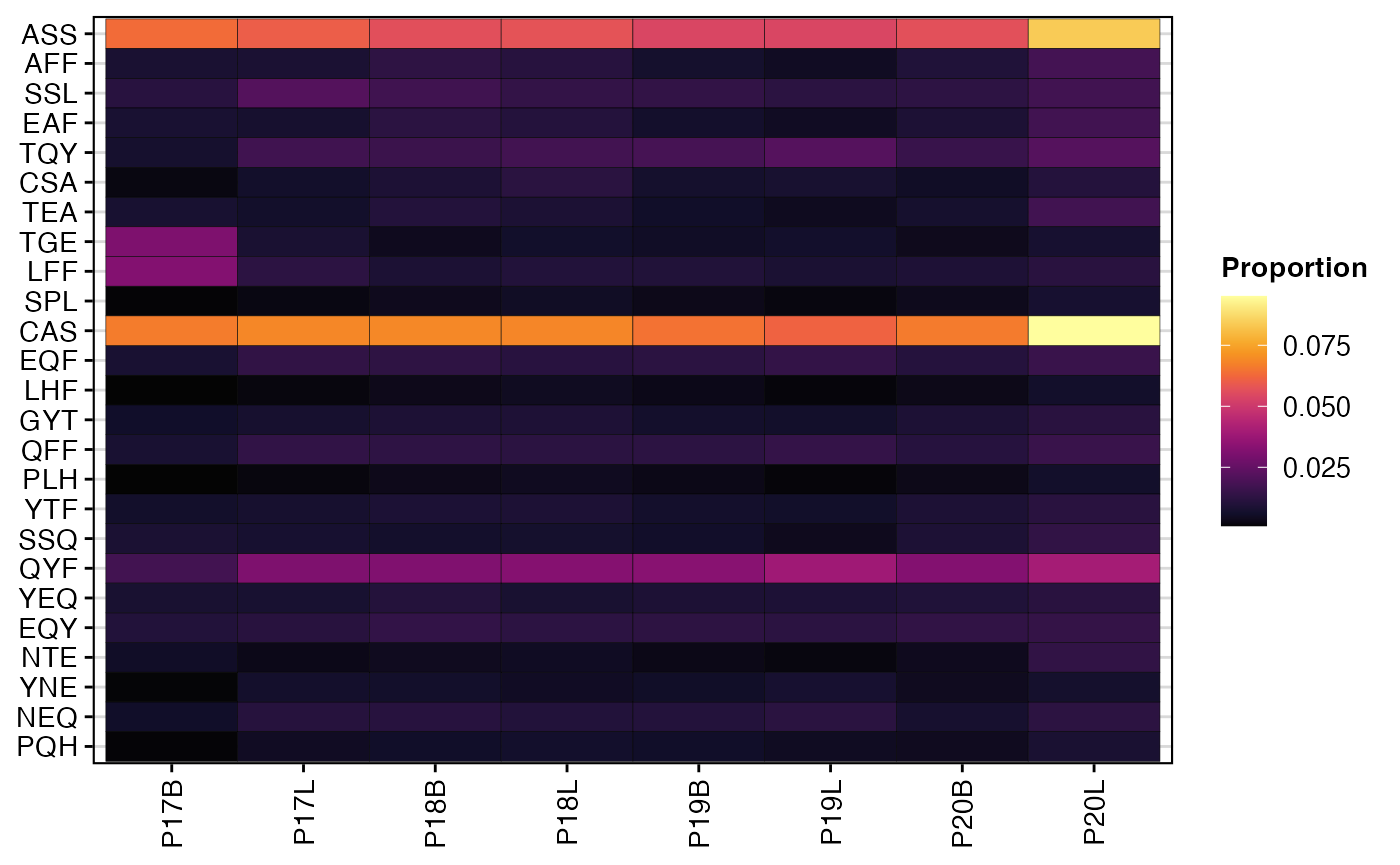 ASS
AFF
SSL
EAF
TQY
CSA
TEA
TGE
LFF
SPL
CAS
EQF
LHF
GYT
QFF
PLH
YTF
SSQ
QYF
YEQ
EQY
NTE
YNE
NEQ
PQH
P17B
P17L
P18B
P18L
P19B
P19L
P20B
P20L
Proportion
0.075
0.050
0.025